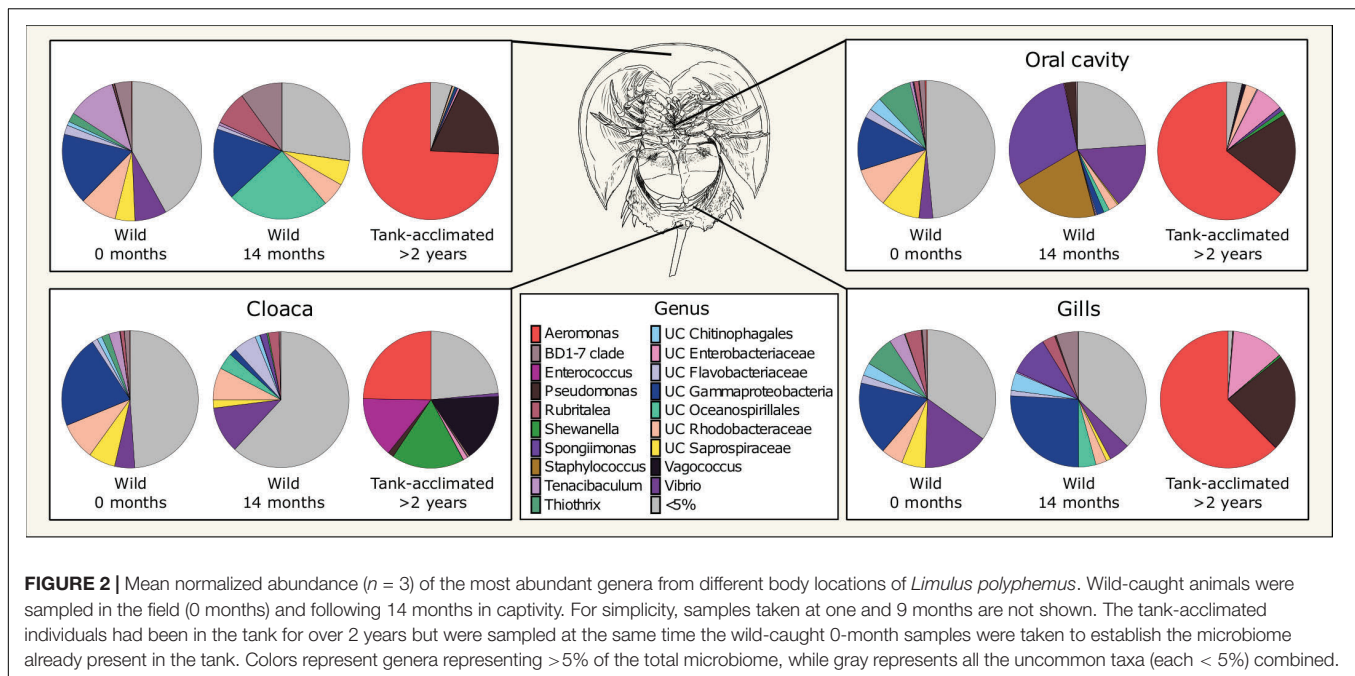 Wild
0 months
Wild
14 months
Tank-acclimated
>2 years
Oral cavity
Wild
0 months
Wild
14 months
Tank-acclimated
>2 years
Cloaca
Wild
0 months
Wild
14 months
Tank-acclimated
>2 years
Genus
Aeromonas
BD1-7 clade
Enterococcus
Pseudomonas
Rubritalea
Shewanella
Spongiimonas
Staphylococcus
Tenacibaculum
Thiothrix
UC Chitinophagales
UC Enterobacteriaceae
UC Flavobacteriaceae
UC Gammaproteobacteria
UC Oceanospirillales
UC Rhodobacteraceae
UC Saprospiraceae
Vagococcus
Vibrio
<5%
Gills
Wild
0 months
Wild
14 months
Tank-acclimated
>2 years
FIGURE 2 | Mean normalized abundance (n = 3) of the most abundant genera from different body locations of Limulus polyphemus. Wild-caught animals were
sampled in the field (0 months) and following 14 months in captivity. For simplicity, samples taken at one and 9 months are not shown. The tank-acclimated
individuals had been in the tank for over 2 years but were sampled at the same time the wild-caught 0-month samples were taken to establish the microbiome
already present in the tank. Colors represent genera representing >5% of the total microbiome, while gray represents all the uncommon taxa (each < 5%) combined.